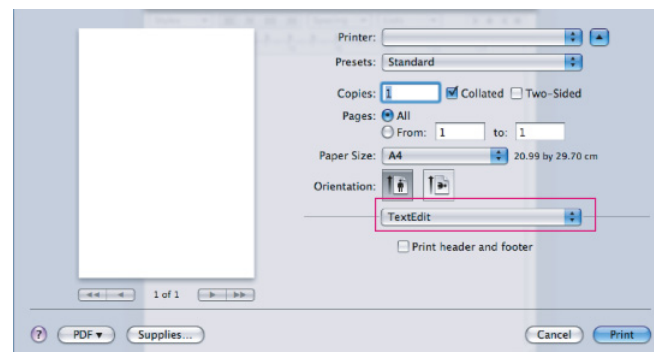 Printer:
Presets: Standard
Copies: 1 Collated Two-Sided
Pages: All
From: 1 to: 1
Paper Size: A4 20.99 by 29.70 cm
Orientation:
TextEdit
Print header and footer
1 of 1
? PDF Supplies... Cancel Print